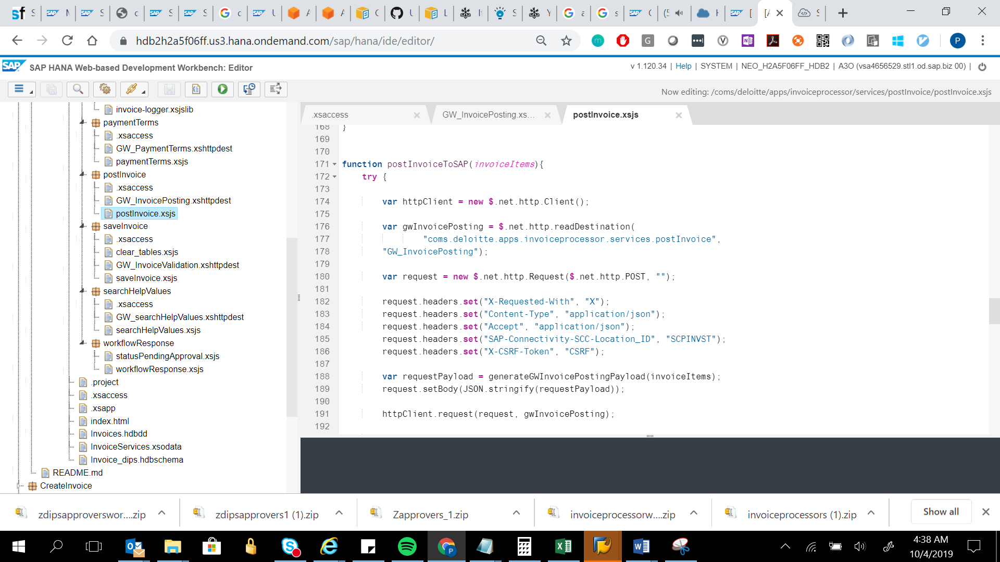 S M S c S S c U A A C U L It S Y a s C (5 H [ [A S
hdb2h2a5f06ff.us3.hana.ondemand.com/sap/hana/ide/editor/
SAP SAP HANA Web-based Development Workbench: Editor
v 1.120.34 | Help | SYSTEM | NEO_H2A5F06FF_HDB2 | A3O (vsa4656529.stl1.od.sap.biz 00) |
Now editing: /coms/deloitte/apps/invoiceprocessor/services/postInvoice/postInvoice.xsjs
invoice-logger.xsjslib
paymentTerms
.xsaccess
GW_PaymentTerms.xshttpdest
paymentTerms.xsjs
postInvoice
.xsaccess
GW_InvoicePosting.xshttpdest
postInvoice.xsjs
saveInvoice
.xsaccess
clear_tables.xsjs
GW_InvoiceValidation.xshttpdest
saveInvoice.xsjs
searchHelpValues
.xsaccess
GW_searchHelpValues.xshttpdest
searchHelpValues.xsjs
workflowResponse
statusPendingApproval.xsjs
workflowResponse.xsjs
.project
.xsaccess
.xsapp
index.html
Invoices.hdbdd
InvoiceServices.xsodata
Invoice_dips.hdbschema
README.md
CreateInvoice
.xsaccess GW_InvoicePosting.xs... postInvoice.xsjs
168 }
169
170
171 function postInvoiceToSAP(invoiceItems){
172 try {
173
174 var httpClient = new $.net.http.Client();
175
176 var gwInvoicePosting = $.net.http.readDestination(
177 "coms.deloitte.apps.invoiceprocessor.services.postInvoice",
178 "GW_InvoicePosting");
179
180 var request = new $.net.http.Request($.net.http.POST, "");
181
182 request.headers.set("X-Requested-With", "X");
183 request.headers.set("Content-Type", "application/json");
184 request.headers.set("Accept", "application/json");
185 request.headers.set("SAP-Connectivity-SCC-Location_ID", "SCPINVST");
186 request.headers.set("X-CSRF-Token", "CSRF");
187
188 var requestPayload = generateGWInvoicePostingPayload(invoiceItems);
189 request.setBody(JSON.stringify(requestPayload));
190
191 httpClient.request(request, gwInvoicePosting);
192
zdipsapproverswor....zip zdipsapprovers1 (1).zip Zapprovers_1.zip invoiceprocessorw....zip invoiceprocessors (1).zip Show all
4:38 AM
10/4/2019